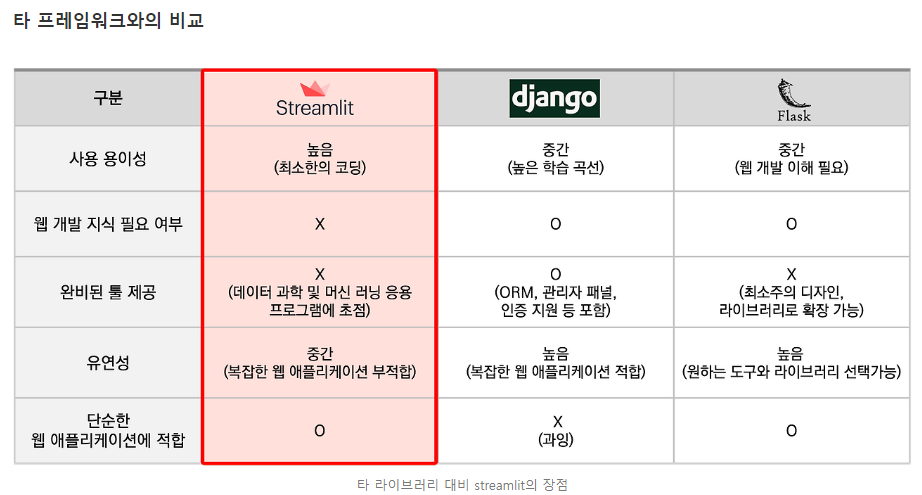 타 프레임워크와의 비교
구분
Streamlit
django
Flask
사용 용이성
높음
(최소한의 코딩)
중간
(높은 학습 곡선)
중간
(웹 개발 이해 필요)
웹 개발 지식 필요 여부
X
O
O
완비된 툴 제공
X
(데이터 과학 및 머신 러닝 응용
프로그램에 초점)
O
(ORM, 관리자 패널,
인증 지원 등 포함)
X
(최소주의 디자인,
라이브러리로 확장 가능)
유연성
중간
(복잡한 웹 애플리케이션 부적합)
높음
(복잡한 웹 애플리케이션 적합)
높음
(원하는 도구와 라이브러리 선택가능)
단순한
웹 애플리케이션에 적합
O
X
(과잉)
O
타 라이브러리 대비 streamlit의 장점